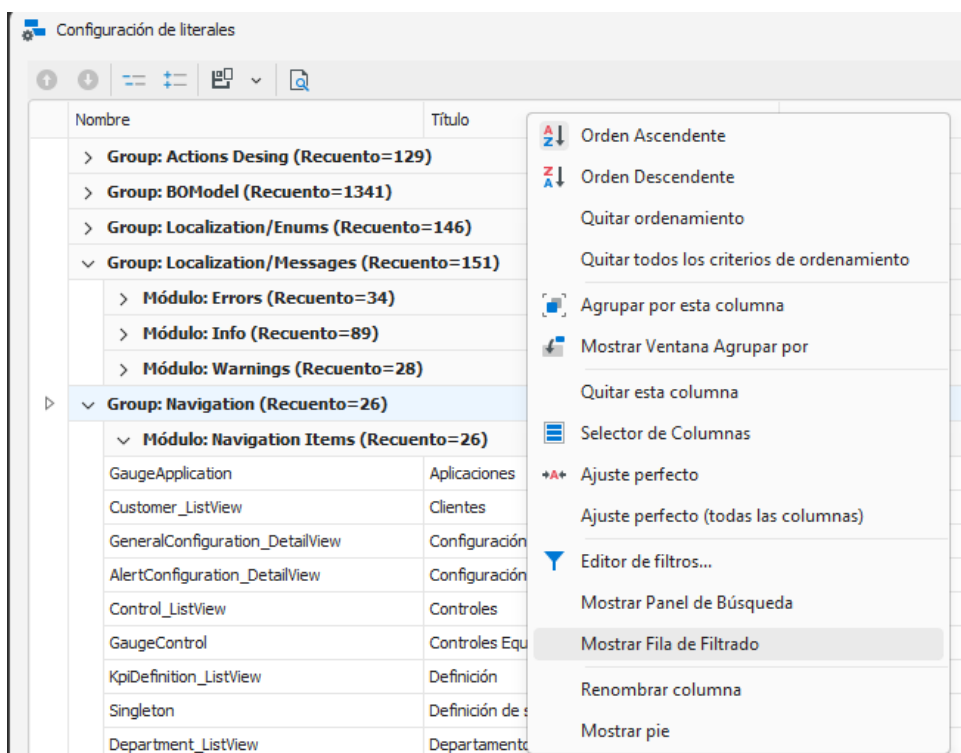 Configuración de literales
Nombre
Título
Group: Actions Desing (Recuento=129)
Group: BOModel (Recuento=1341)
Group: Localization/Enums (Recuento=146)
Group: Localization/Messages (Recuento=151)
Módulo: Errors (Recuento=34)
Módulo: Info (Recuento=89)
Módulo: Warnings (Recuento=28)
Group: Navigation (Recuento=26)
Módulo: Navigation Items (Recuento=26)
GaugeApplication Aplicaciones
Customer_ListView Clientes
GeneralConfiguration_DetailView Configuración
AlertConfiguration_DetailView Configuración
Control_ListView Controles
GaugeControl Controles Equ
KpiDefinition_ListView Definición
Singleton Definición de s
Department_ListView Departamento
Orden Ascendente
Orden Descendente
Quitar ordenamiento
Quitar todos los criterios de ordenamiento
Agrupar por esta columna
Mostrar Ventana Agrupar por
Quitar esta columna
Selector de Columnas
Ajuste perfecto
Ajuste perfecto (todas las columnas)
Editor de filtros...
Mostrar Panel de Búsqueda
Mostrar Fila de Filtrado
Renombrar columna
Mostrar pie